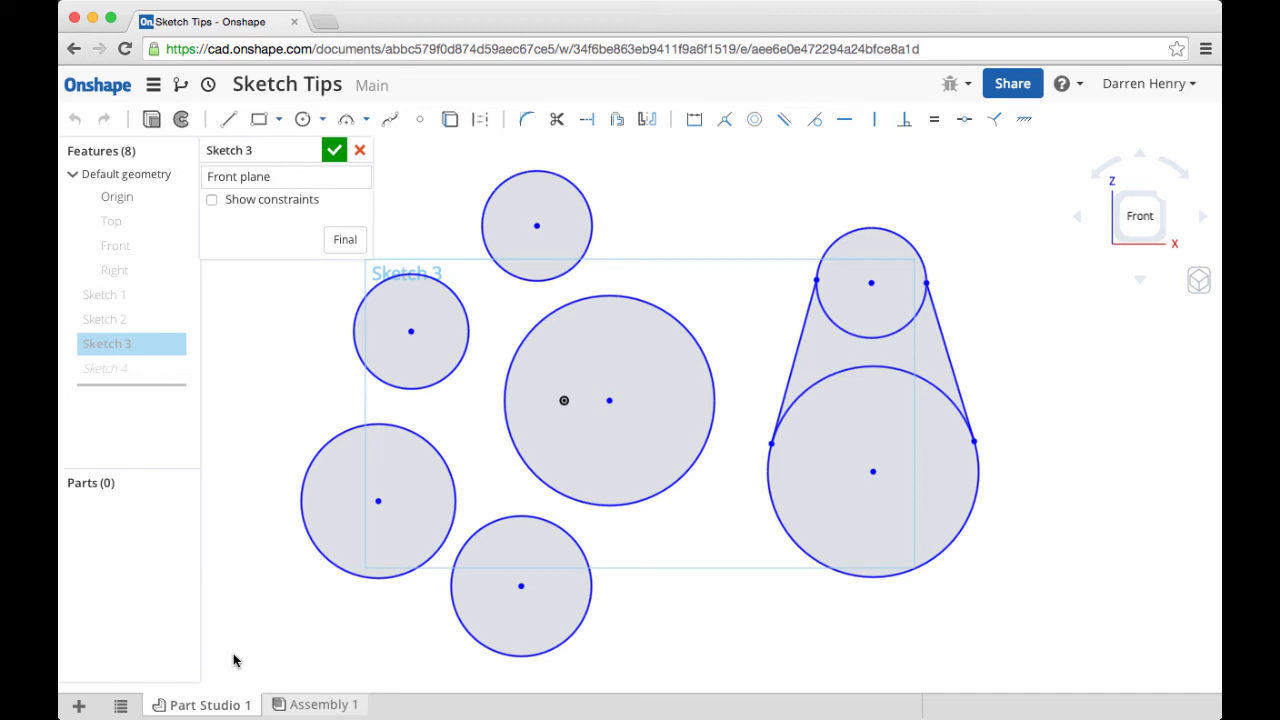 Sketch Tips - Onshape
https://cad.onshape.com/documents/abbc579f0d874d59aec67ce5/w/34f6be863eb9411f9a6f1519/e/aee6e0e472294a24bfce8a1d
Onshape Sketch Tips Main Share Darren Henry
Features (8)
Default geometry
Origin
Top
Front
Right
Sketch 1
Sketch 2
Sketch 3
Sketch 4
Parts (0)
Sketch 3
Front plane
Show constraints
Final
Sketch 3
Z
Front
X
Part Studio 1 Assembly 1